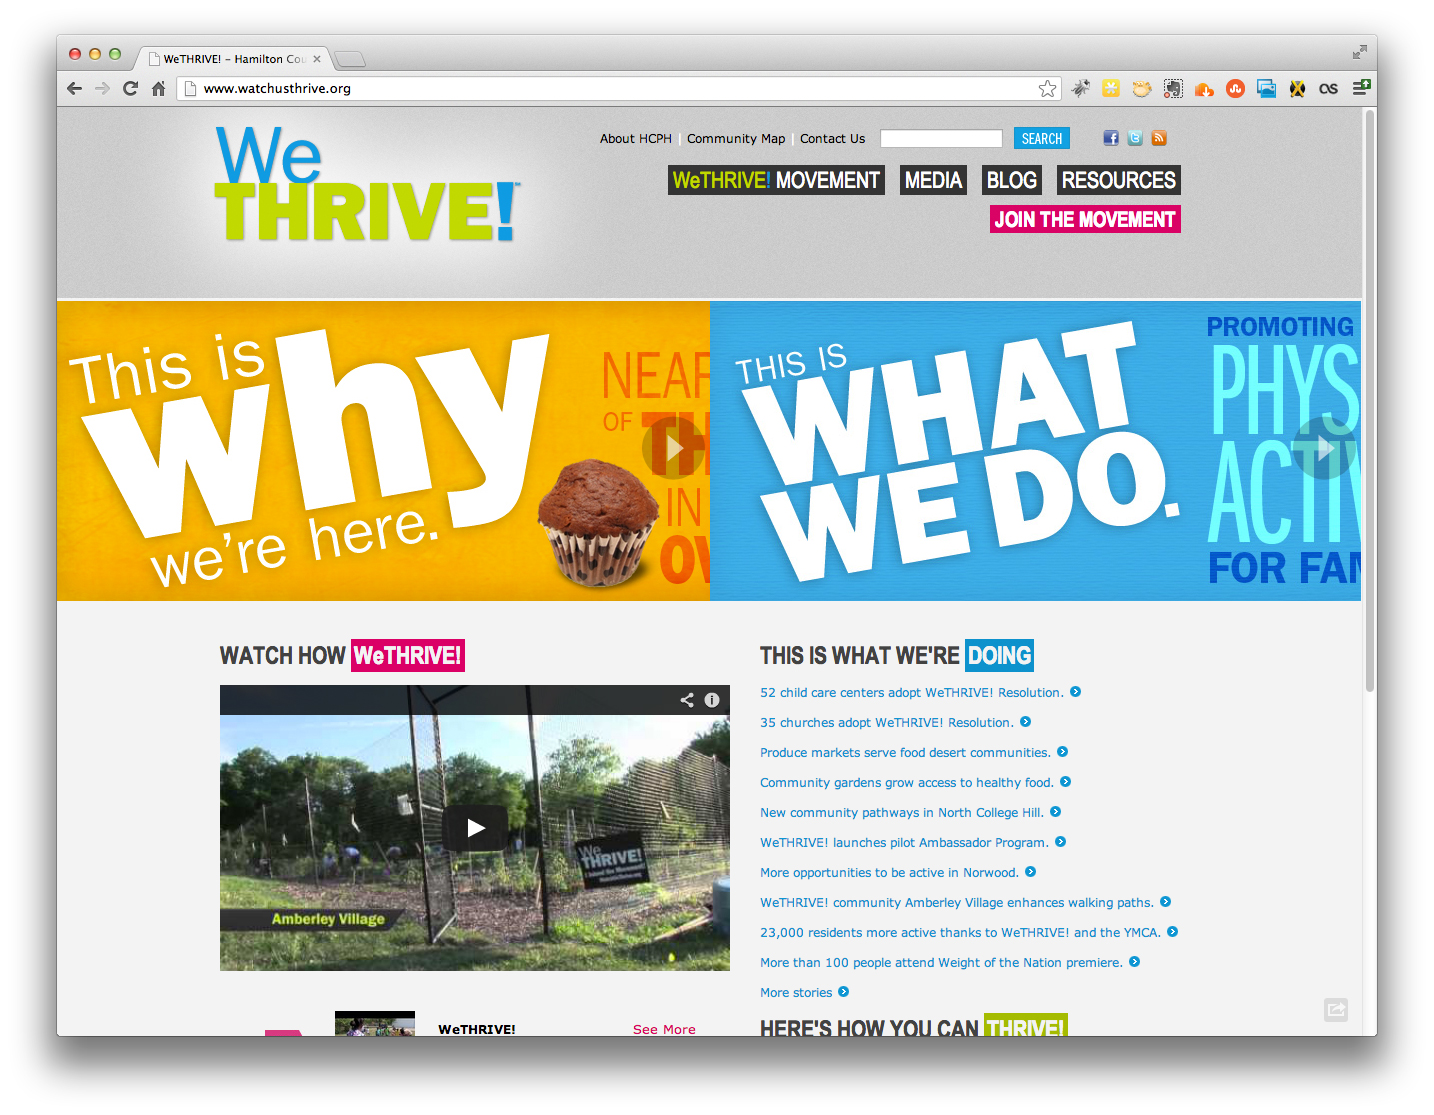 WeTHRIVE! – Hamilton Cou
www.watchusthrive.org
We
THRIVE!™
About HCPH | Community Map | Contact Us
SEARCH
WeTHRIVE! MOVEMENT
MEDIA
BLOG
RESOURCES
JOIN THE MOVEMENT
This is
why
we're here.
NEAR
OF TH
IN
OV
THIS IS
WHAT
WE DO.
PROMOTING
PHYS
ACTIV
FOR FAM
WATCH HOW WeTHRIVE!
We
THRIVE!
Amberley Village
WeTHRIVE!
See More
THIS IS WHAT WE'RE DOING
52 child care centers adopt WeTHRIVE! Resolution.
35 churches adopt WeTHRIVE! Resolution.
Produce markets serve food desert communities.
Community gardens grow access to healthy food.
New community pathways in North College Hill.
WeTHRIVE! launches pilot Ambassador Program.
More opportunities to be active in Norwood.
WeTHRIVE! community Amberley Village enhances walking paths.
23,000 residents more active thanks to WeTHRIVE! and the YMCA.
More than 100 people attend Weight of the Nation premiere.
More stories
HERE'S HOW YOU CAN THRIVE!